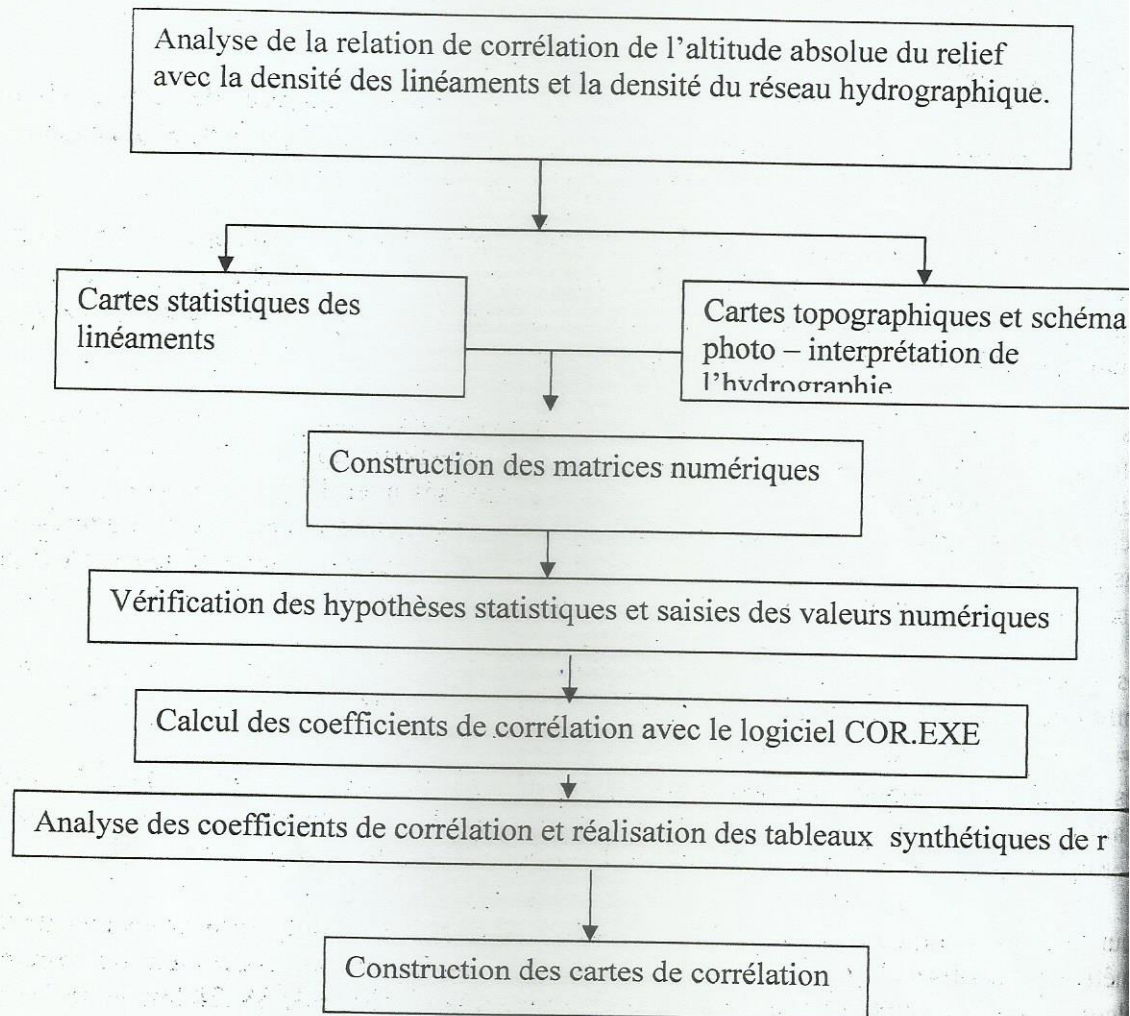 Analyse de la relation de corrélation de l'altitude absolue du relief
avec la densité des linéaments et la densité du réseau hydrographique.
Cartes statistiques des
linéaments
Cartes topographiques et schéma
photo – interprétation de
l'hydrographie
Construction des matrices numériques
Vérification des hypothèses statistiques et saisies des valeurs numériques
Calcul des coefficients de corrélation avec le logiciel COR.EXE
Analyse des coefficients de corrélation et réalisation des tableaux synthétiques de r
Construction des cartes de corrélation